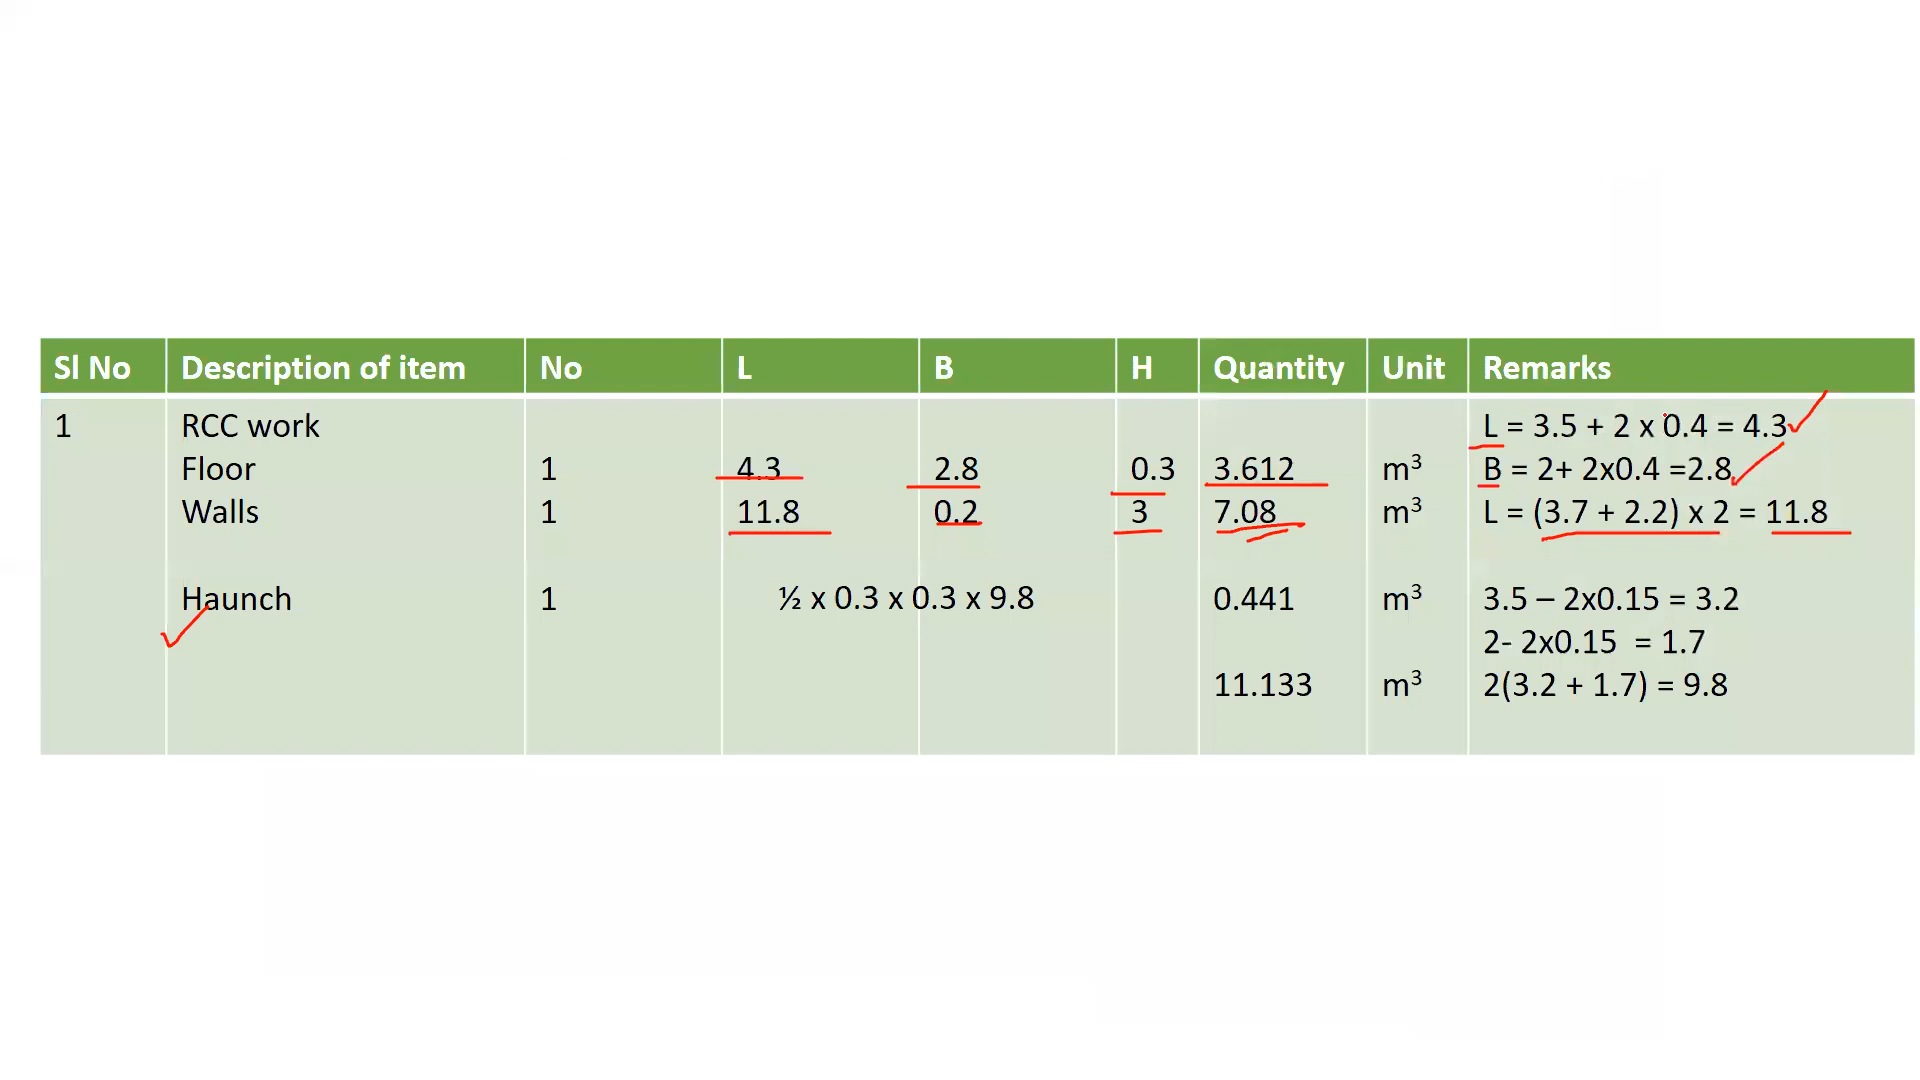 Sl No Description of item No L B H Quantity Unit Remarks
1 RCC work L = 3.5 + 2 x 0.4 = 4.3
Floor 1 4.3 2.8 0.3 3.612 m³ B = 2+ 2x0.4 =2.8
Walls 1 11.8 0.2 3 7.08 m³ L = (3.7 + 2.2) x 2 = 11.8
Haunch 1 ½ x 0.3 x 0.3 x 9.8 0.441 m³ 3.5 – 2x0.15 = 3.2
2- 2x0.15 = 1.7
11.133 m³ 2(3.2 + 1.7) = 9.8